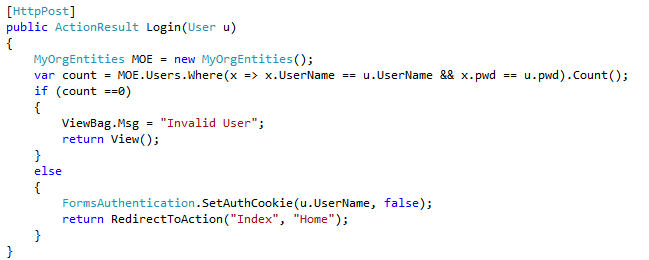 [HttpPost]
public ActionResult Login(User u)
{
    MyOrgEntities MOE = new MyOrgEntities();
    var count = MOE.Users.Where(x => x.UserName == u.UserName && x.pwd == u.pwd).Count();
    if (count ==0)
    {
        ViewBag.Msg = "Invalid User";
        return View();
    }
    else
    {
        FormsAuthentication.SetAuthCookie(u.UserName, false);
        return RedirectToAction("Index", "Home");
    }
}